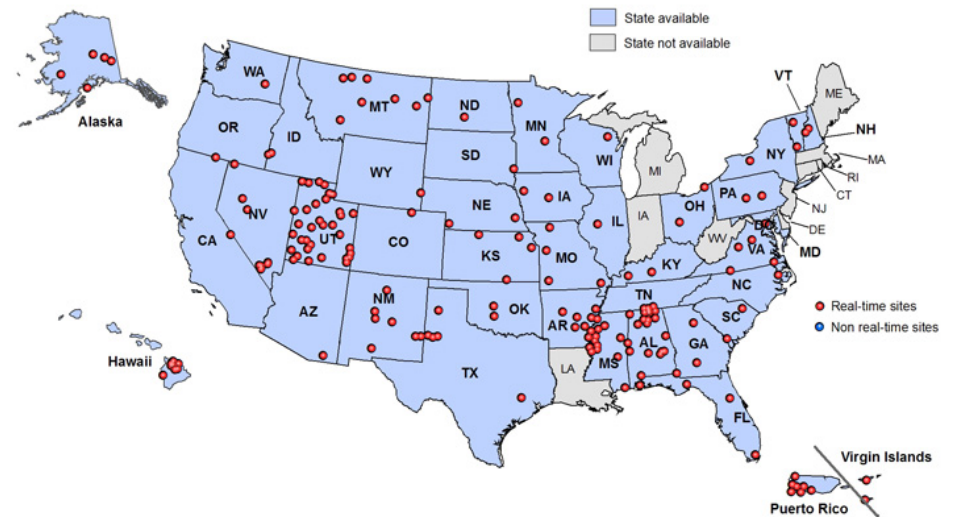 State available
State not available
Alaska
WA
MT
ND
MN
VT
ME
OR
ID
SD
WI
MI
NY
NH
MA
RI
CT
WY
NE
IA
IL
IA
OH
PA
NJ
DE
MD
NV
UT
CO
KS
MO
KY
WV
VA
CA
AZ
NM
OK
AR
TN
NC
SC
Real-time sites
Non real-time sites
Hawaii
TX
LA
MS
AL
GA
FL
Virgin Islands
Puerto Rico